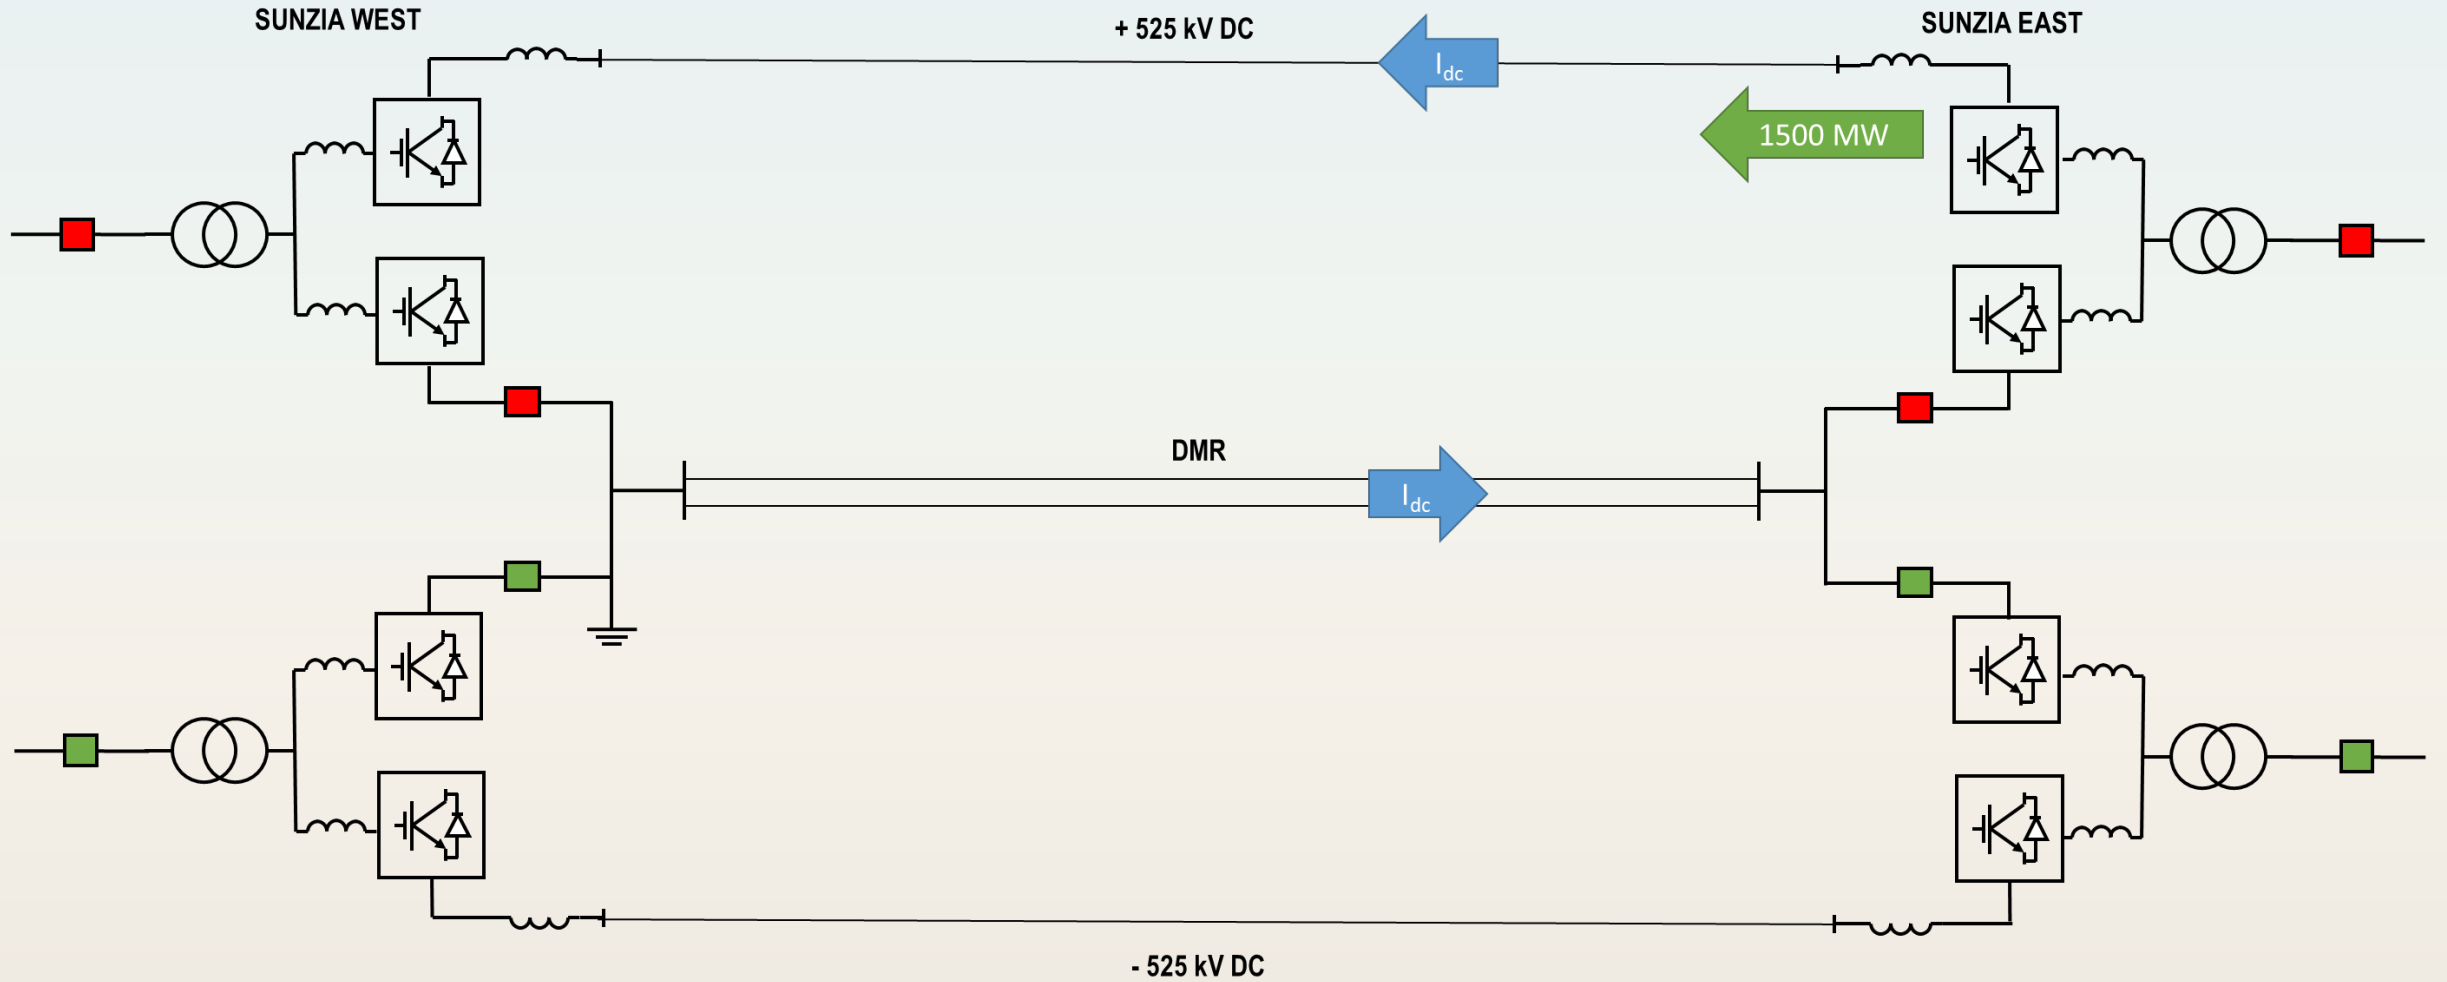 SUNZIA WEST
+ 525 kV DC
SUNZIA EAST
Idc
1500 MW
DMR
Idc
- 525 kV DC